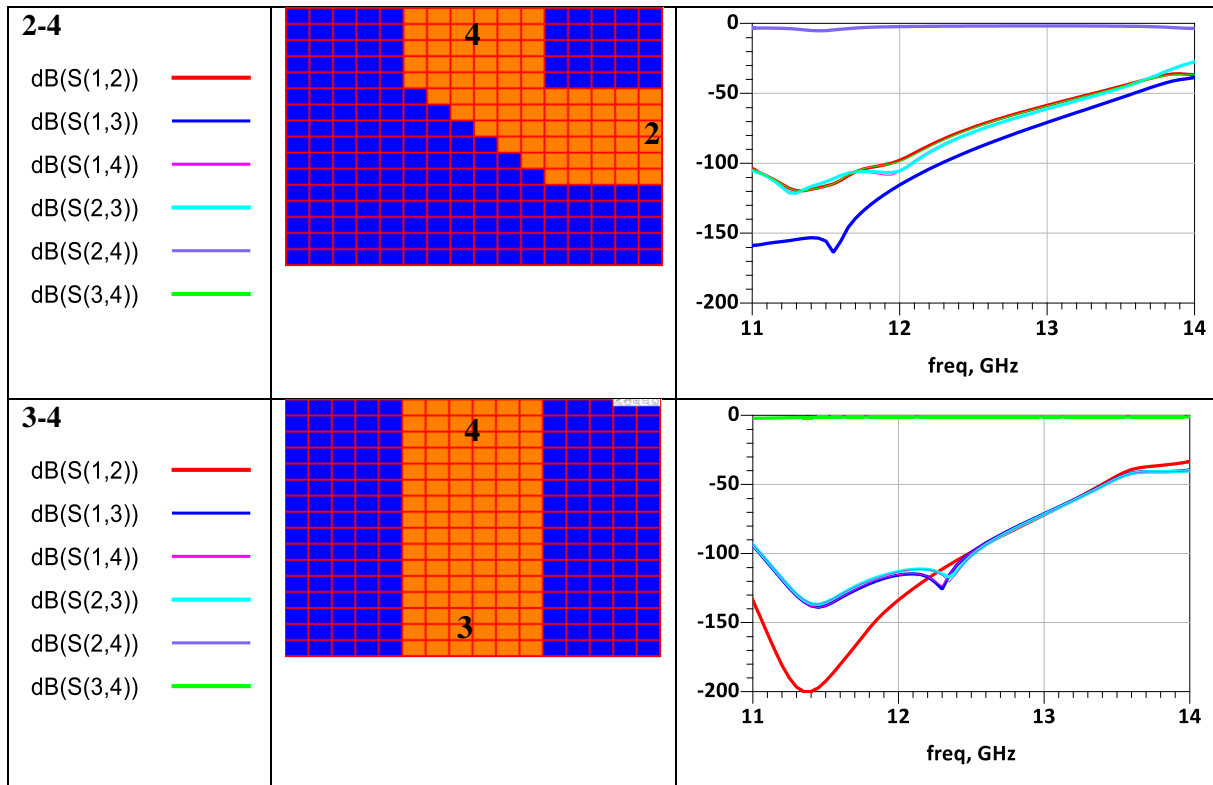 2-4
dB(S(1,2))
dB(S(1,3))
dB(S(1,4))
dB(S(2,3))
dB(S(2,4))
dB(S(3,4))
4
2
0
-50
-100
-150
-200
11 12 13 14
freq, GHz
3-4
dB(S(1,2))
dB(S(1,3))
dB(S(1,4))
dB(S(2,3))
dB(S(2,4))
dB(S(3,4))
4
3
0
-50
-100
-150
-200
11 12 13 14
freq, GHz